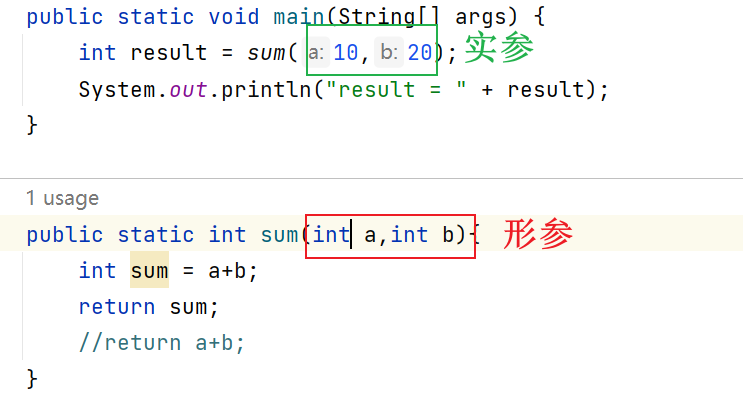 public static void main(String[] args) {
int result = sum( a: 10, b: 20); 实参
System.out.println("result = " + result);
}
1 usage
public static int sum(int a,int b){ 形参
int sum = a+b;
return sum;
//return a+b;
}